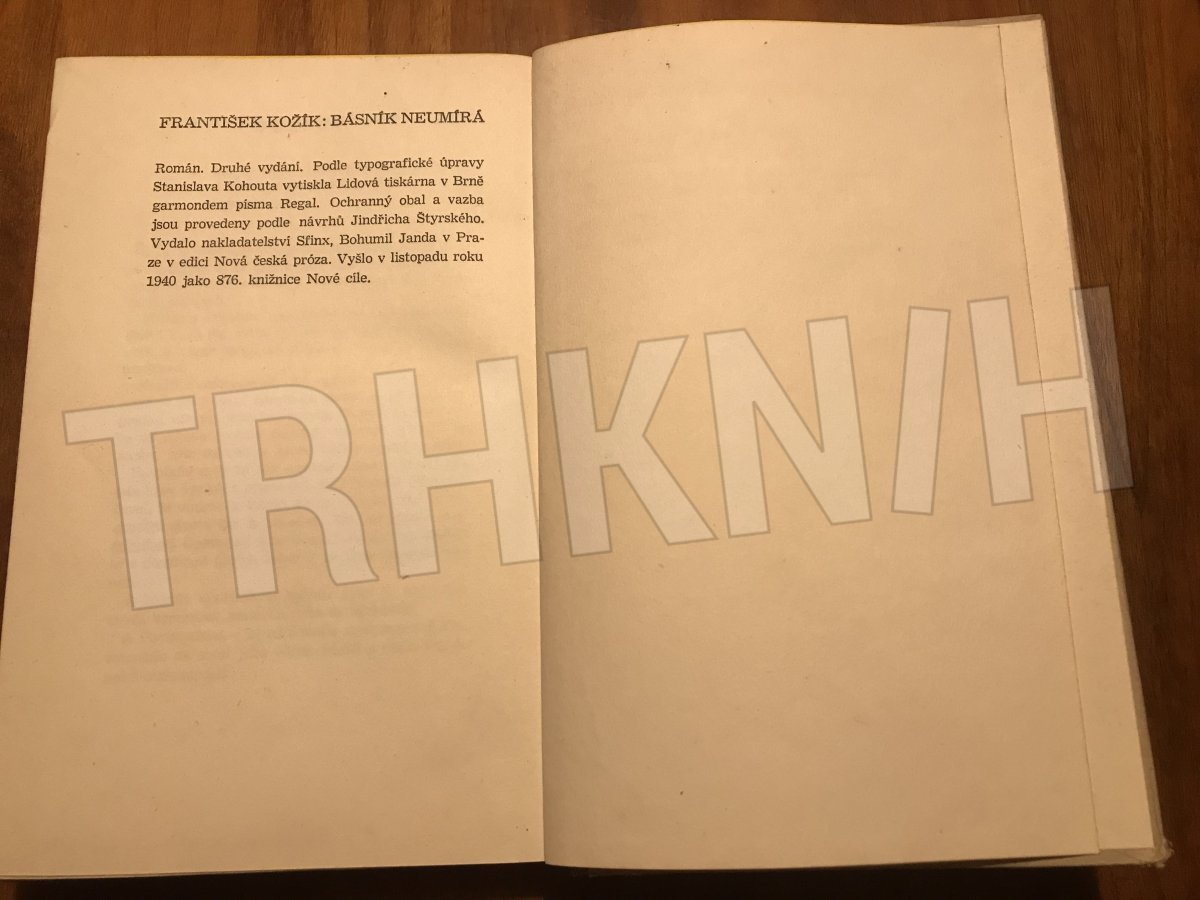 FRANTIŠEK KOŽÍK: BÁSNÍK NEUMÍRÁ
Román. Druhé vydání. Podle typografické úpravy
Stanislava Kohouta vytiskla Lidová tiskárna v Brně
garmondem písma Regal. Ochranný obal a vazba
jsou provedeny podle návrhů Jindřicha Štyrského.
Vydalo nakladatelství Sfinx, Bohumil Janda v Pra-
ze v edici Nová česká próza. Vyšlo v listopadu roku
1940 jako 876. knižnice Nové cíle.
TRHKNIH